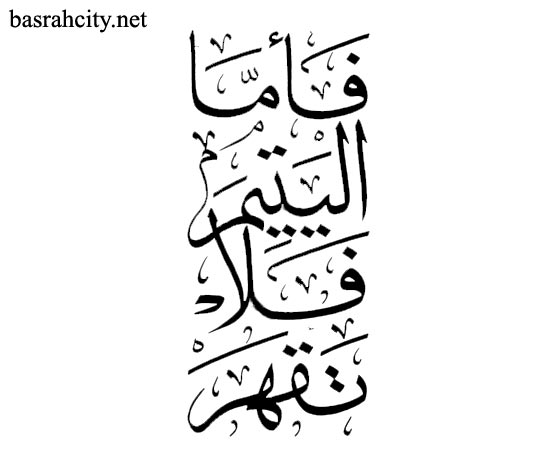 basrahcity.net
فَأَمَّا
الْيَتِيمَ
فَلَا
تَقْهَرْ